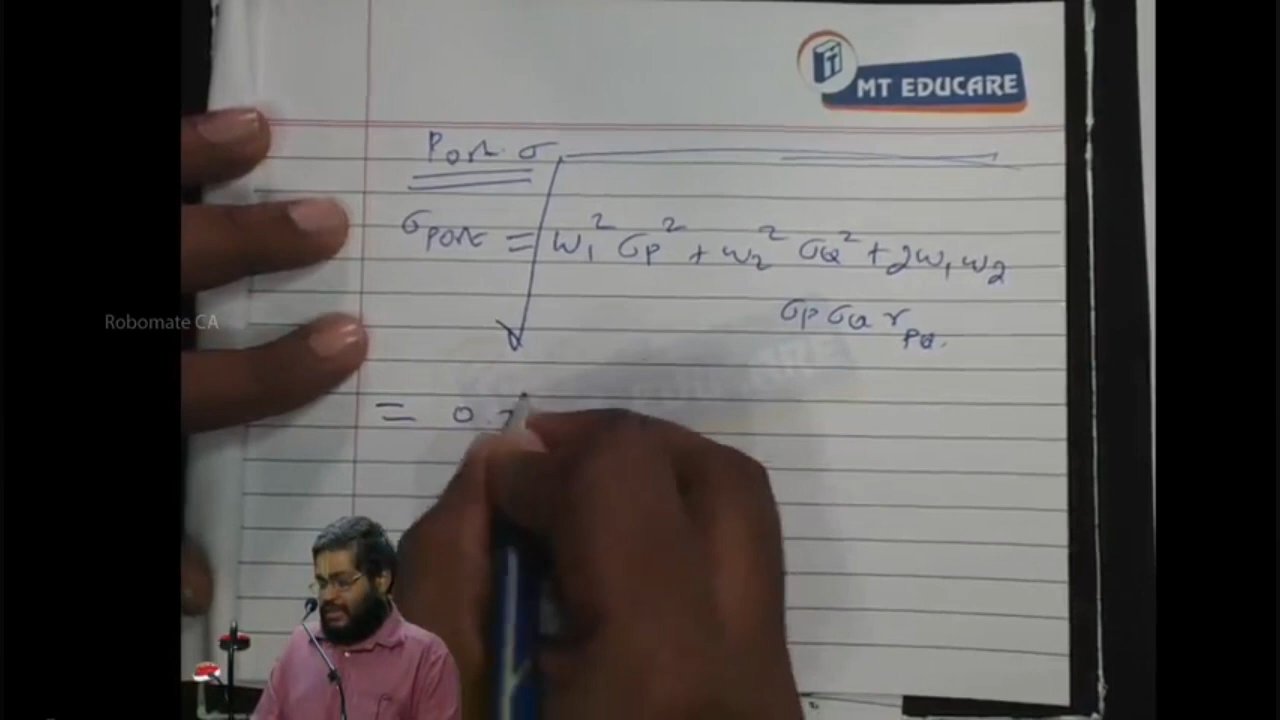 MT EDUCARE
Port. σ
σPort = √ w₁² σP² + w₂² σQ² + 2w₁w₂
σP σQ rPQ.
Robomate CA
= 0.